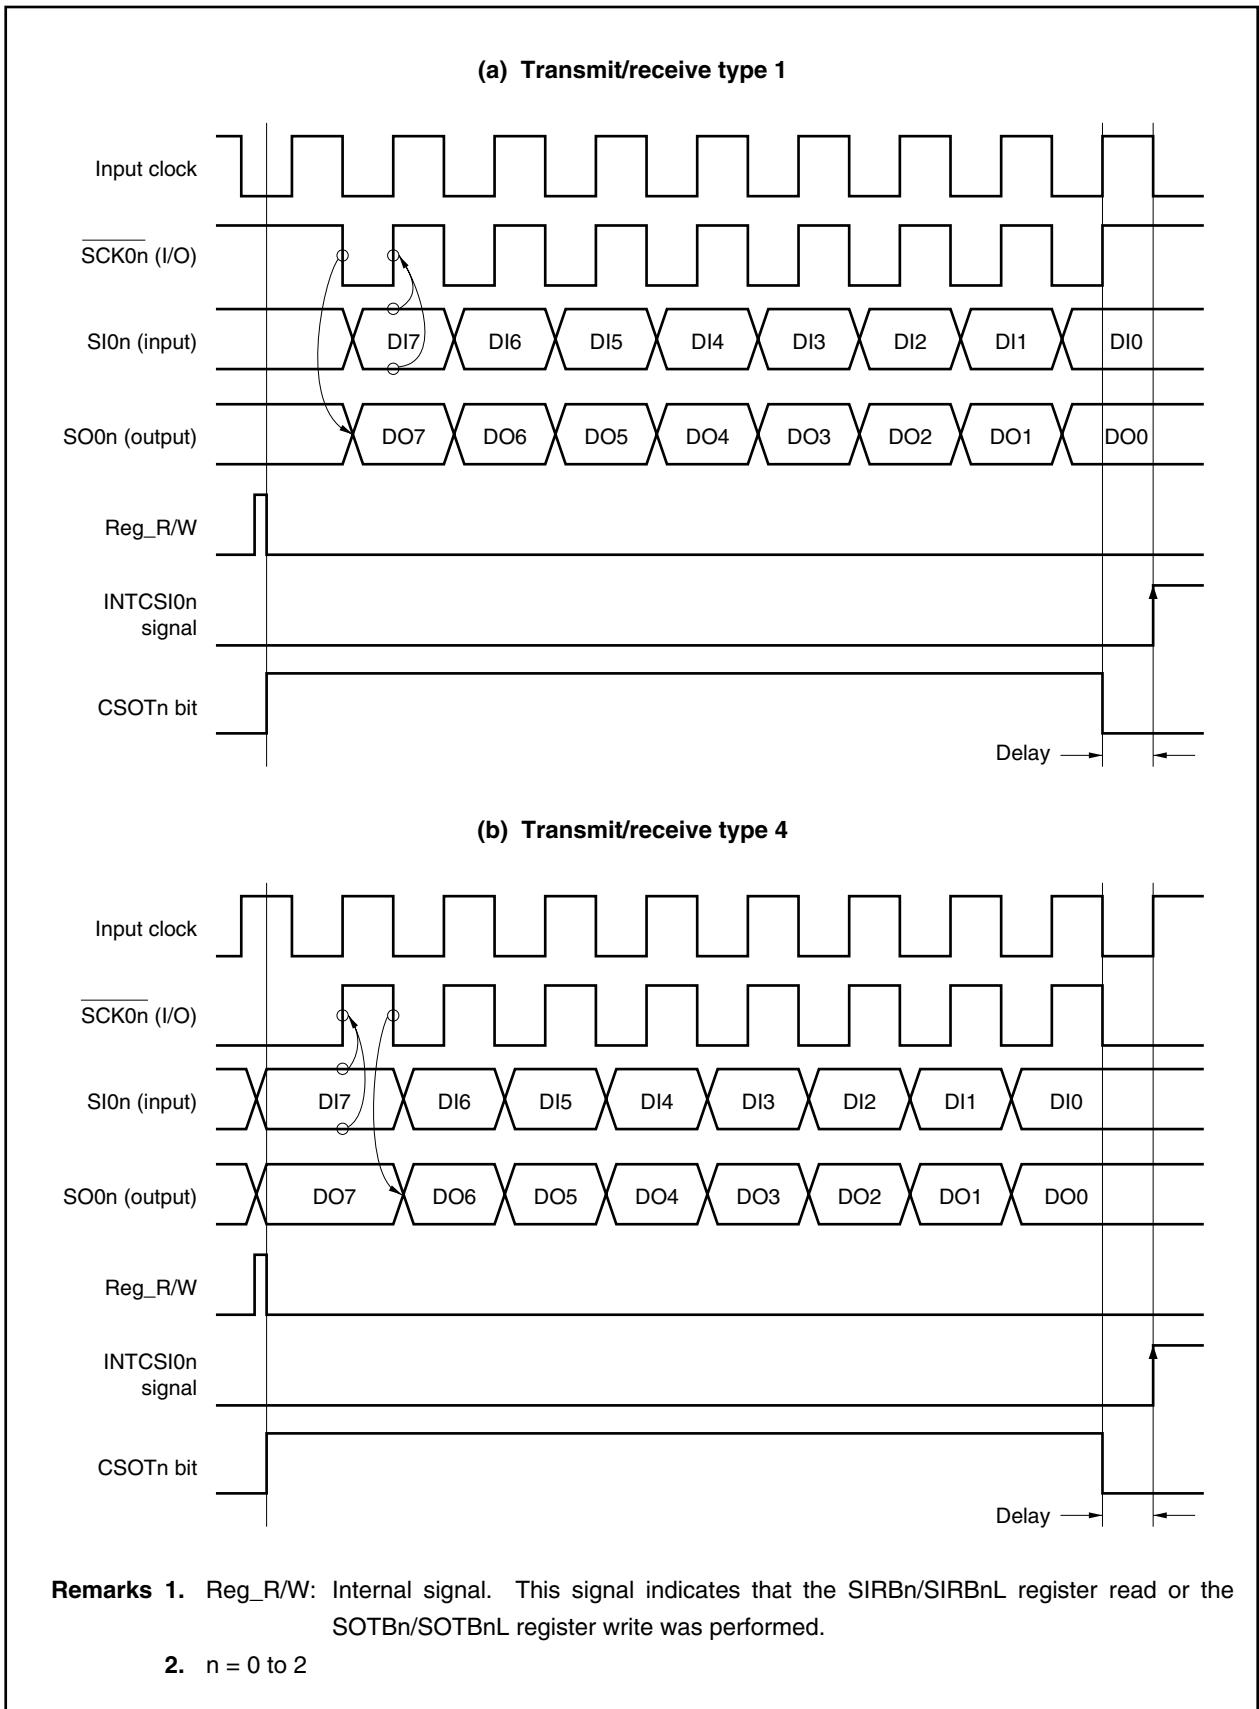 (a) Transmit/receive type 1
Input clock
SCK0n (I/O)
SI0n (input)
DI7 DI6 DI5 DI4 DI3 DI2 DI1 DI0
SO0n (output)
DO7 DO6 DO5 DO4 DO3 DO2 DO1 DO0
Reg_R/W
INTCSI0n
signal
CSOTn bit
Delay
(b) Transmit/receive type 4
Input clock
SCK0n (I/O)
SI0n (input)
DI7 DI6 DI5 DI4 DI3 DI2 DI1 DI0
SO0n (output)
DO7 DO6 DO5 DO4 DO3 DO2 DO1 DO0
Reg_R/W
INTCSI0n
signal
CSOTn bit
Delay
Remarks 1. Reg_R/W: Internal signal. This signal indicates that the SIRBn/SIRBnL register read or the
SOTBn/SOTBnL register write was performed.
2. n = 0 to 2